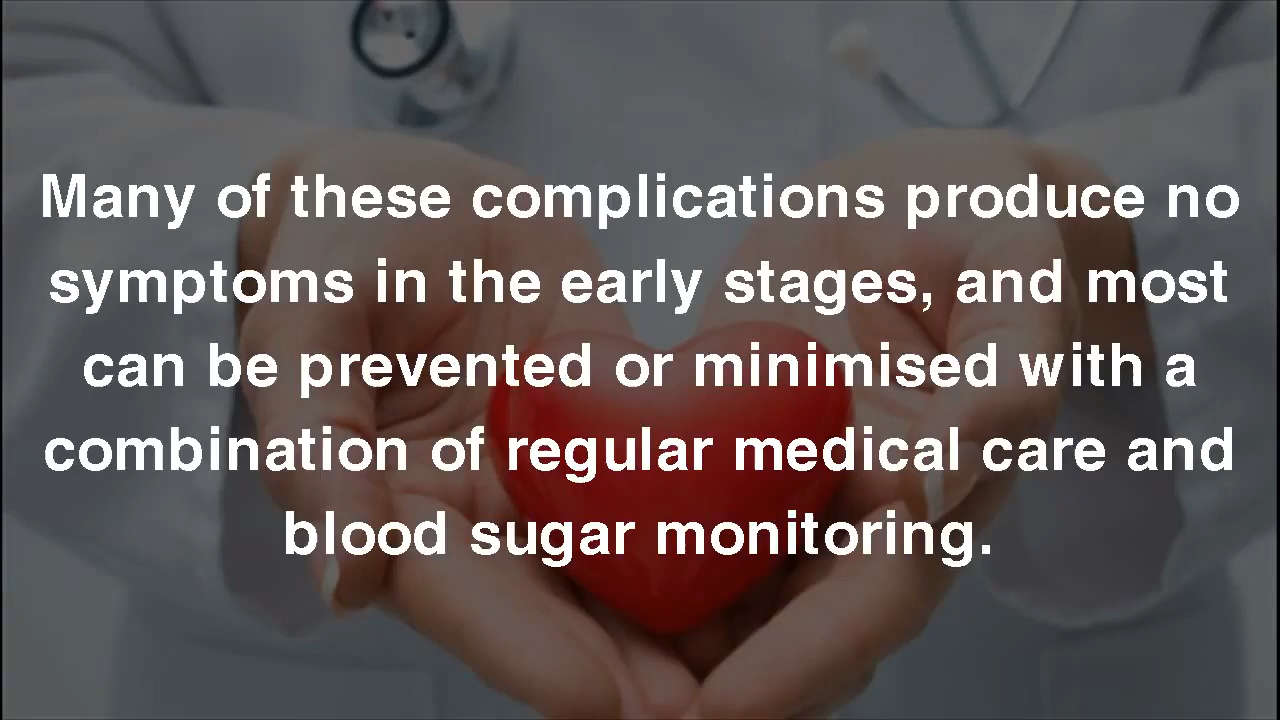 Many of these complications produce no
symptoms in the early stages, and most
can be prevented or minimised with a
combination of regular medical care and
blood sugar monitoring.